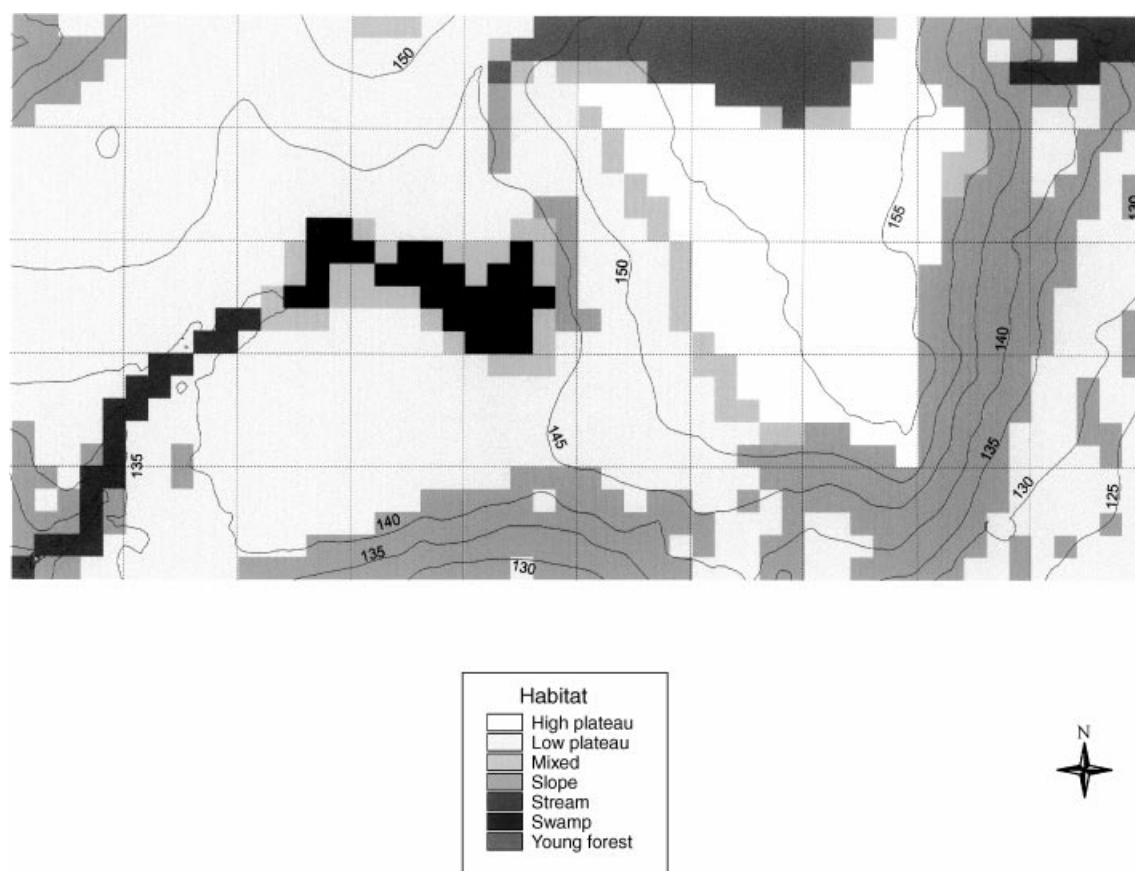 150
130
155
150
140
145
135
135
130
125
140
135
130
N
Habitat
High plateau
Low plateau
Mixed
Slope
Stream
Swamp
Young forest